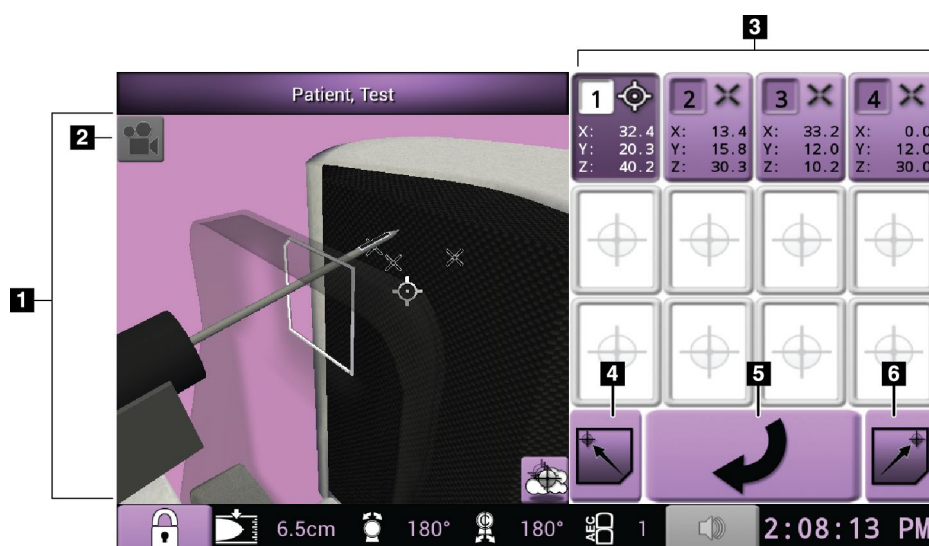 3
Patient, Test
1 2 3 4
X: 32.4 X: 13.4 X: 33.2 X: 0.0
Y: 20.3 Y: 15.8 Y: 12.0 Y: 12.0
Z: 40.2 Z: 30.3 Z: 10.2 Z: 30.0
2
1
4 5 6
6.5cm 180° C 180° AEC 1 2:08:13 PM